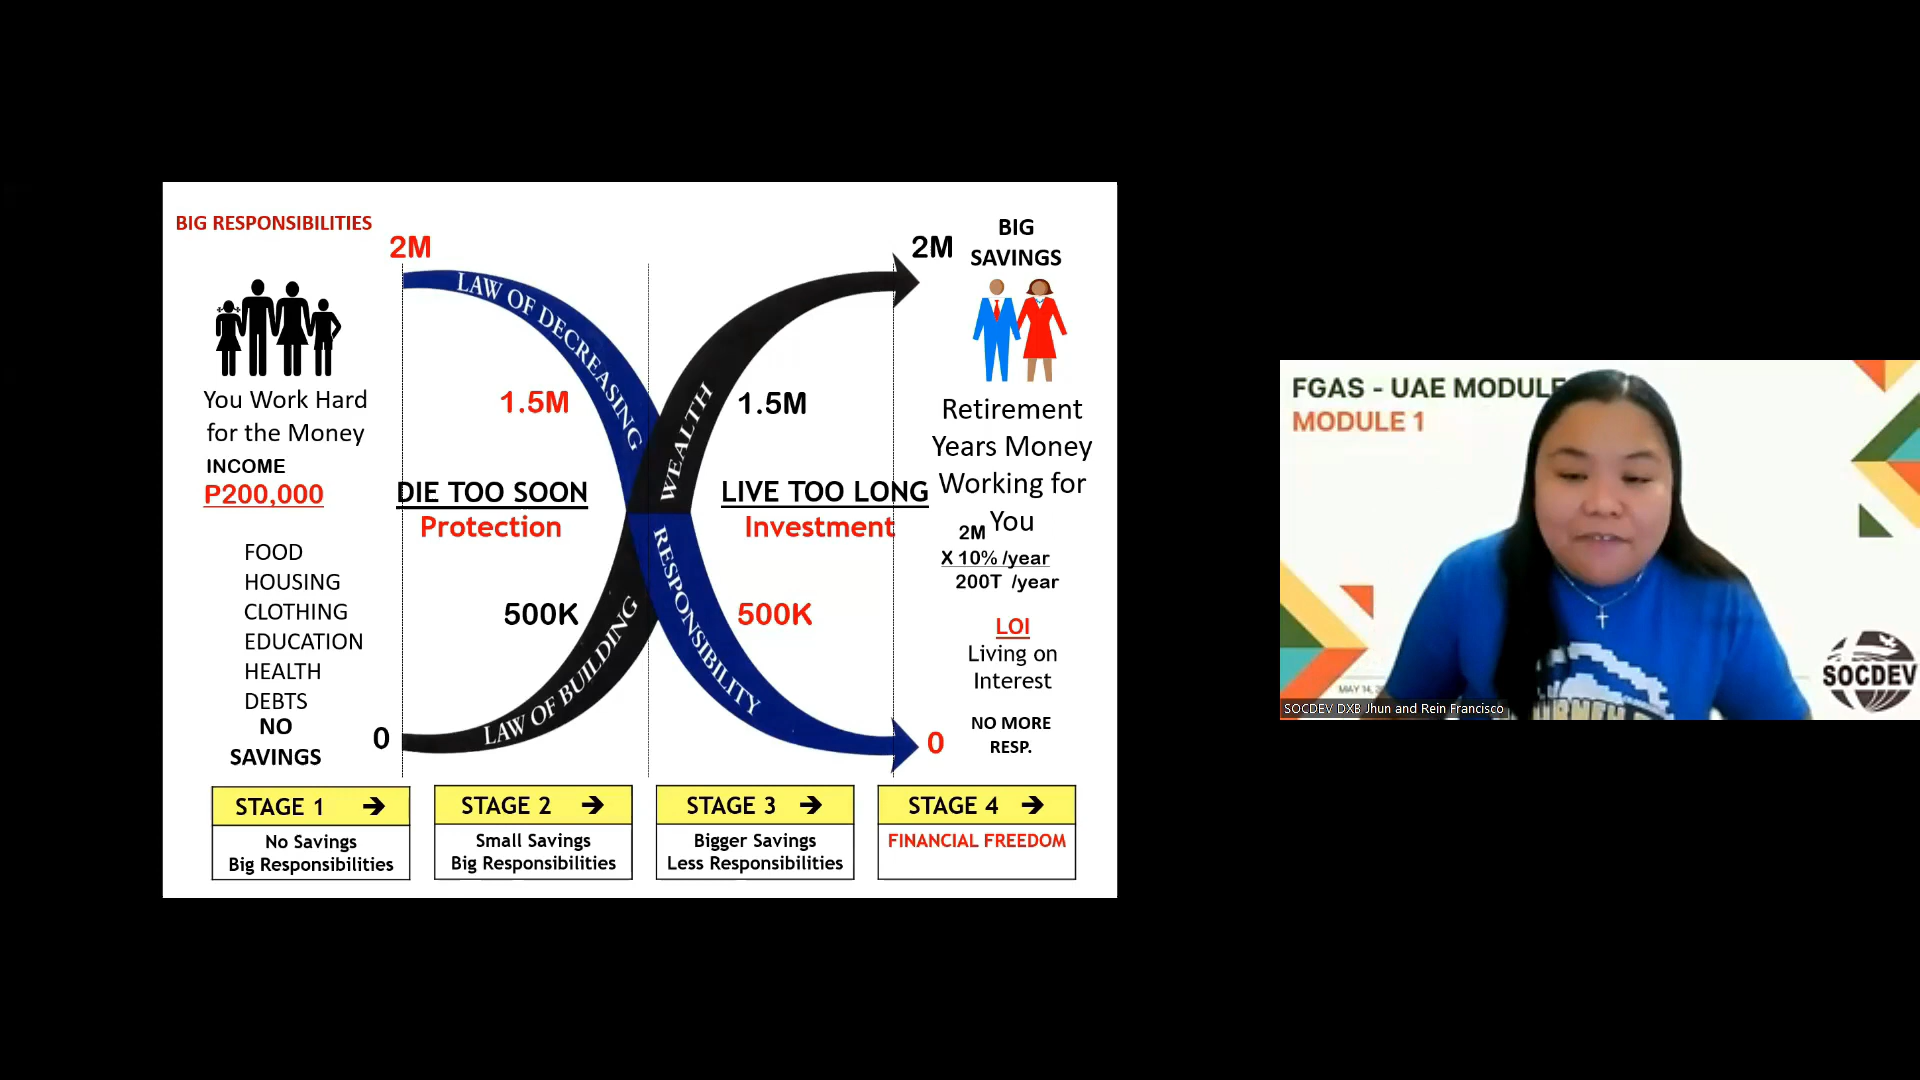 BIG RESPONSIBILITIES
2M
You Work Hard
for the Money
INCOME
P200,000
FOOD
HOUSING
CLOTHING
EDUCATION
HEALTH
DEBTS
NO
SAVINGS
0
LAW OF DECREASING
RESPONSIBILITY
LAW OF BUILDING
WEALTH
1.5M
DIE TOO SOON
Protection
500K
1.5M
LIVE TOO LONG
Investment
500K
2M
0
BIG
SAVINGS
Retirement
Years Money
Working for
You
2M
X 10% /year
200T /year
LOI
Living on
Interest
NO MORE
RESP.
STAGE 1 ➔
No Savings
Big Responsibilities
STAGE 2 ➔
Small Savings
Big Responsibilities
STAGE 3 ➔
Bigger Savings
Less Responsibilities
STAGE 4 ➔
FINANCIAL FREEDOM
FGAS - UAE MODULE
MODULE 1
MAY 14,
SOCDEV
SOCDEV DXB Jhun and Rein Francisco